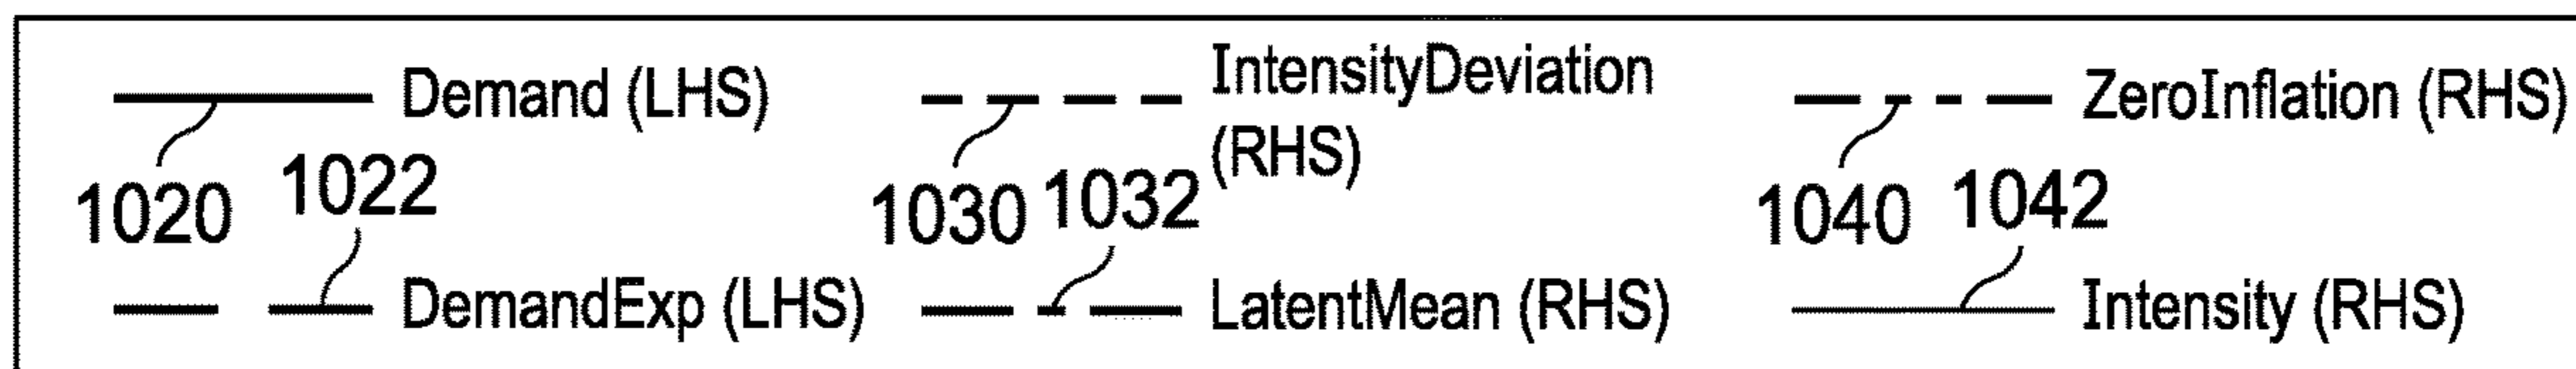 Demand (LHS)
1020
1022
DemandExp (LHS)
IntensityDeviation
(RHS)
1030
1032
LatentMean (RHS)
ZeroInflation (RHS)
1040
1042
Intensity (RHS)